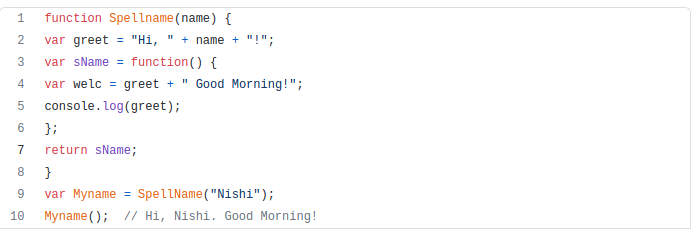 1 function Spellname(name) {
2 var greet = "Hi, " + name + "!";
3 var sName = function() {
4 var welc = greet + " Good Morning!";
5 console.log(greet);
6 };
7 return sName;
8 }
9 var Myname = SpellName("Nishi");
10 Myname();  // Hi, Nishi. Good Morning!